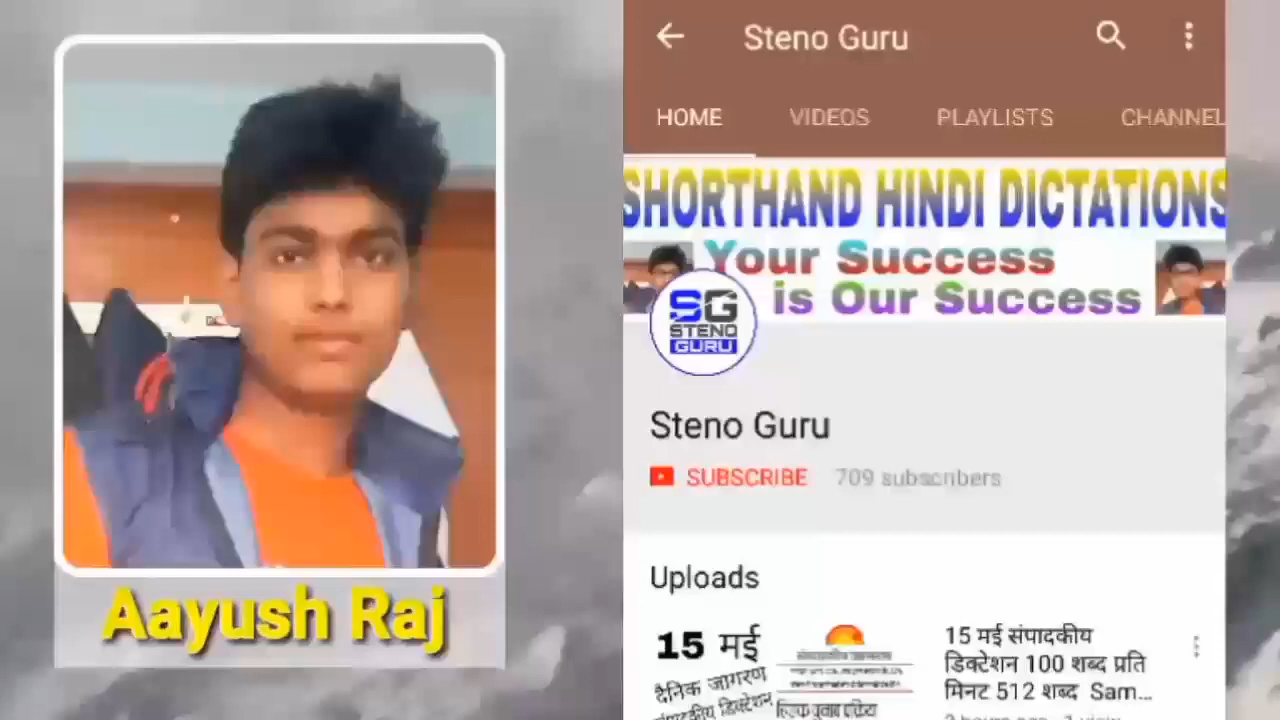 Aayush Raj
Steno Guru
HOME VIDEOS PLAYLISTS CHANNEL
SHORTHAND HINDI DICTATIONS
Your Success
is Our Success
SG
STENO
GURU
Steno Guru
SUBSCRIBE 709 subscribers
Uploads
15 मई
दैनिक जागरण
डिक्टेशन
15 मई संपादकीय
डिक्टेशन 100 शब्द प्रति
मिनट 512 शब्द Sam...